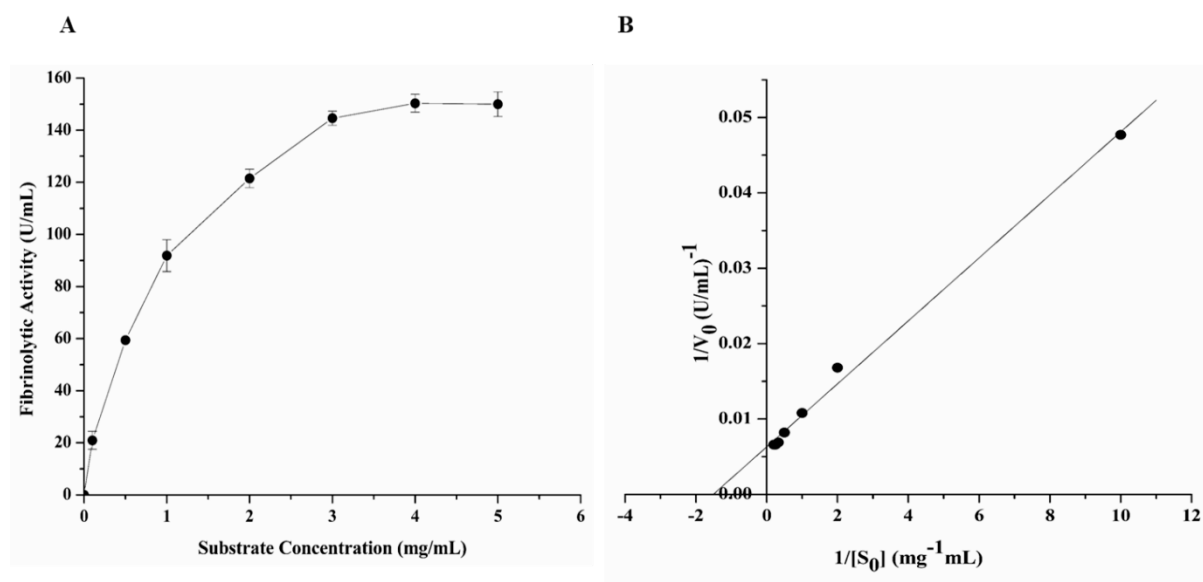 A
B
160
140
120
100
80
60
40
20
0
Fibrinolytic Activity (U/mL)
0 1 2 3 4 5 6
Substrate Concentration (mg/mL)
0.05
0.04
0.03
0.02
0.01
0.00
1/V0 (U/mL)-1
-4 -2 0 2 4 6 8 10 12
1/[S0] (mg-1mL)